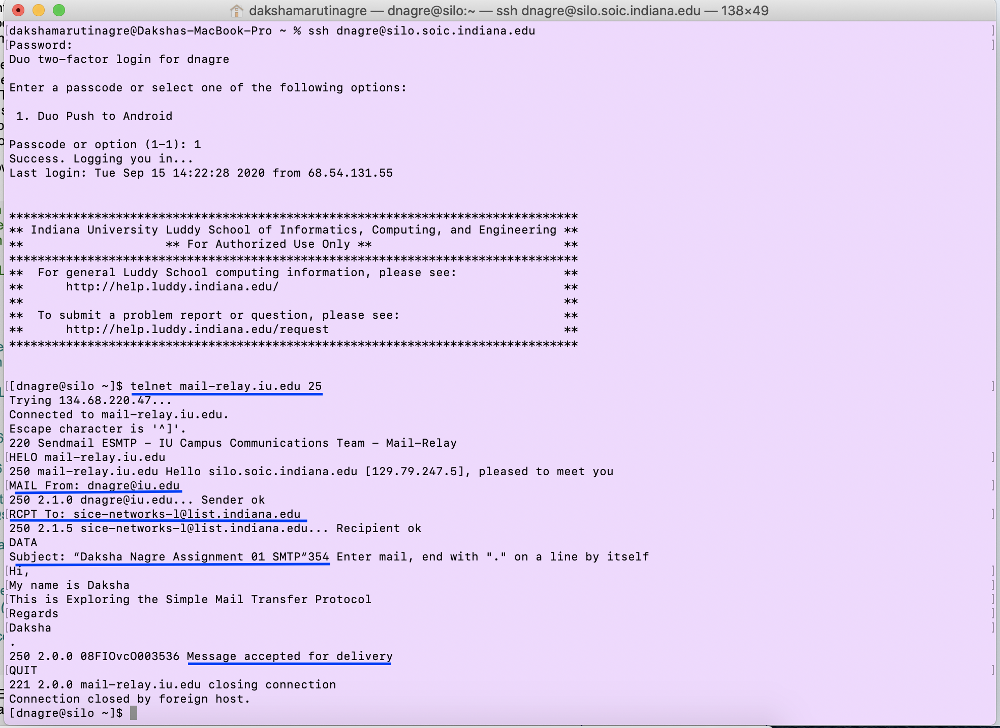 dakshamarutinagre — dnagre@silo:~ — ssh dnagre@silo.soic.indiana.edu — 138×49
[dakshamarutinagre@Dakshas-MacBook-Pro ~ % ssh dnagre@silo.soic.indiana.edu ]
[Password: ]
Duo two-factor login for dnagre
Enter a passcode or select one of the following options:
1. Duo Push to Android
Passcode or option (1-1): 1
Success. Logging you in...
Last login: Tue Sep 15 14:22:28 2020 from 68.54.131.55
********************************************************************************
** Indiana University Luddy School of Informatics, Computing, and Engineering **
**                    ** For Authorized Use Only **                           **
********************************************************************************
**  For general Luddy School computing information, please see:               **
**      http://help.luddy.indiana.edu/                                        **
**                                                                            **
**  To submit a problem report or question, please see:                       **
**      http://help.luddy.indiana.edu/request                                 **
********************************************************************************
[[dnagre@silo ~]$ telnet mail-relay.iu.edu 25 ]
Trying 134.68.220.47...
Connected to mail-relay.iu.edu.
Escape character is '^]'.
220 Sendmail ESMTP - IU Campus Communications Team - Mail-Relay
[HELO mail-relay.iu.edu ]
250 mail-relay.iu.edu Hello silo.soic.indiana.edu [129.79.247.5], pleased to meet you
[MAIL From: dnagre@iu.edu ]
250 2.1.0 dnagre@iu.edu... Sender ok
[RCPT To: sice-networks-l@list.indiana.edu ]
250 2.1.5 sice-networks-l@list.indiana.edu... Recipient ok
DATA
Subject: “Daksha Nagre Assignment 01 SMTP”354 Enter mail, end with "." on a line by itself
[Hi, ]
[My name is Daksha ]
[This is Exploring the Simple Mail Transfer Protocol ]
[Regards ]
[Daksha ]
.
250 2.0.0 08FIOvcO003536 Message accepted for delivery
[QUIT ]
221 2.0.0 mail-relay.iu.edu closing connection
Connection closed by foreign host.
[dnagre@silo ~]$